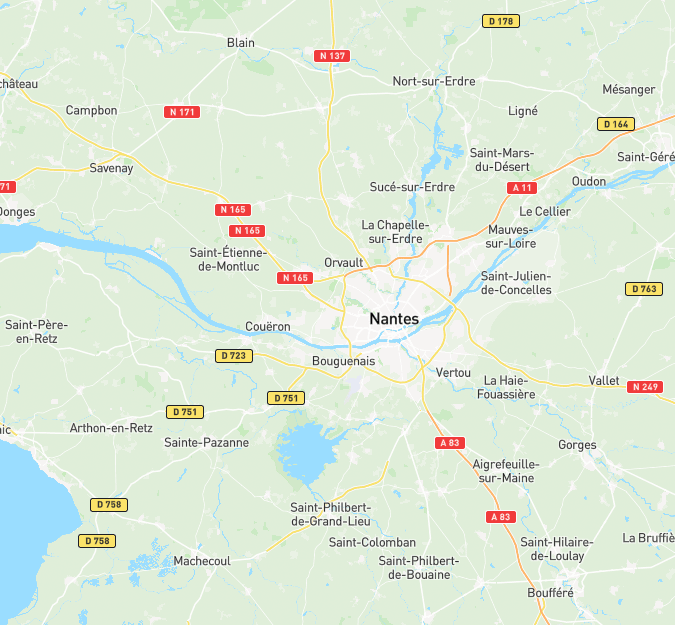 D 178
Blain
N 137
château
Nort-sur-Erdre
Mésanger
Campbon
N 171
Ligné
D 164
Saint-Mars-
du-Désert
Saint-Géré
Savenay
Oudon
71
Sucé-sur-Erdre
A 11
Donges
N 165
Le Cellier
La Chapelle-
sur-Erdre
N 165
Mauves-
sur-Loire
Saint-Étienne-
de-Montluc
Orvault
N 165
Saint-Julien-
de-Concelles
D 763
Nantes
Saint-Père-
en-Retz
Couëron
D 723
Bouguenais
Vertou
La Haie-
Fouassière
Vallet
N 249
D 751
D 751
Arthon-en-Retz
nic
Sainte-Pazanne
A 83
Gorges
Aigrefeuille-
sur-Maine
D 758
Saint-Philbert-
de-Grand-Lieu
A 83
D 758
Saint-Colomban
Saint-Hilaire-
de-Loulay
La Bruffiè
Machecoul
Saint-Philbert-
de-Bouaine
Boufféré